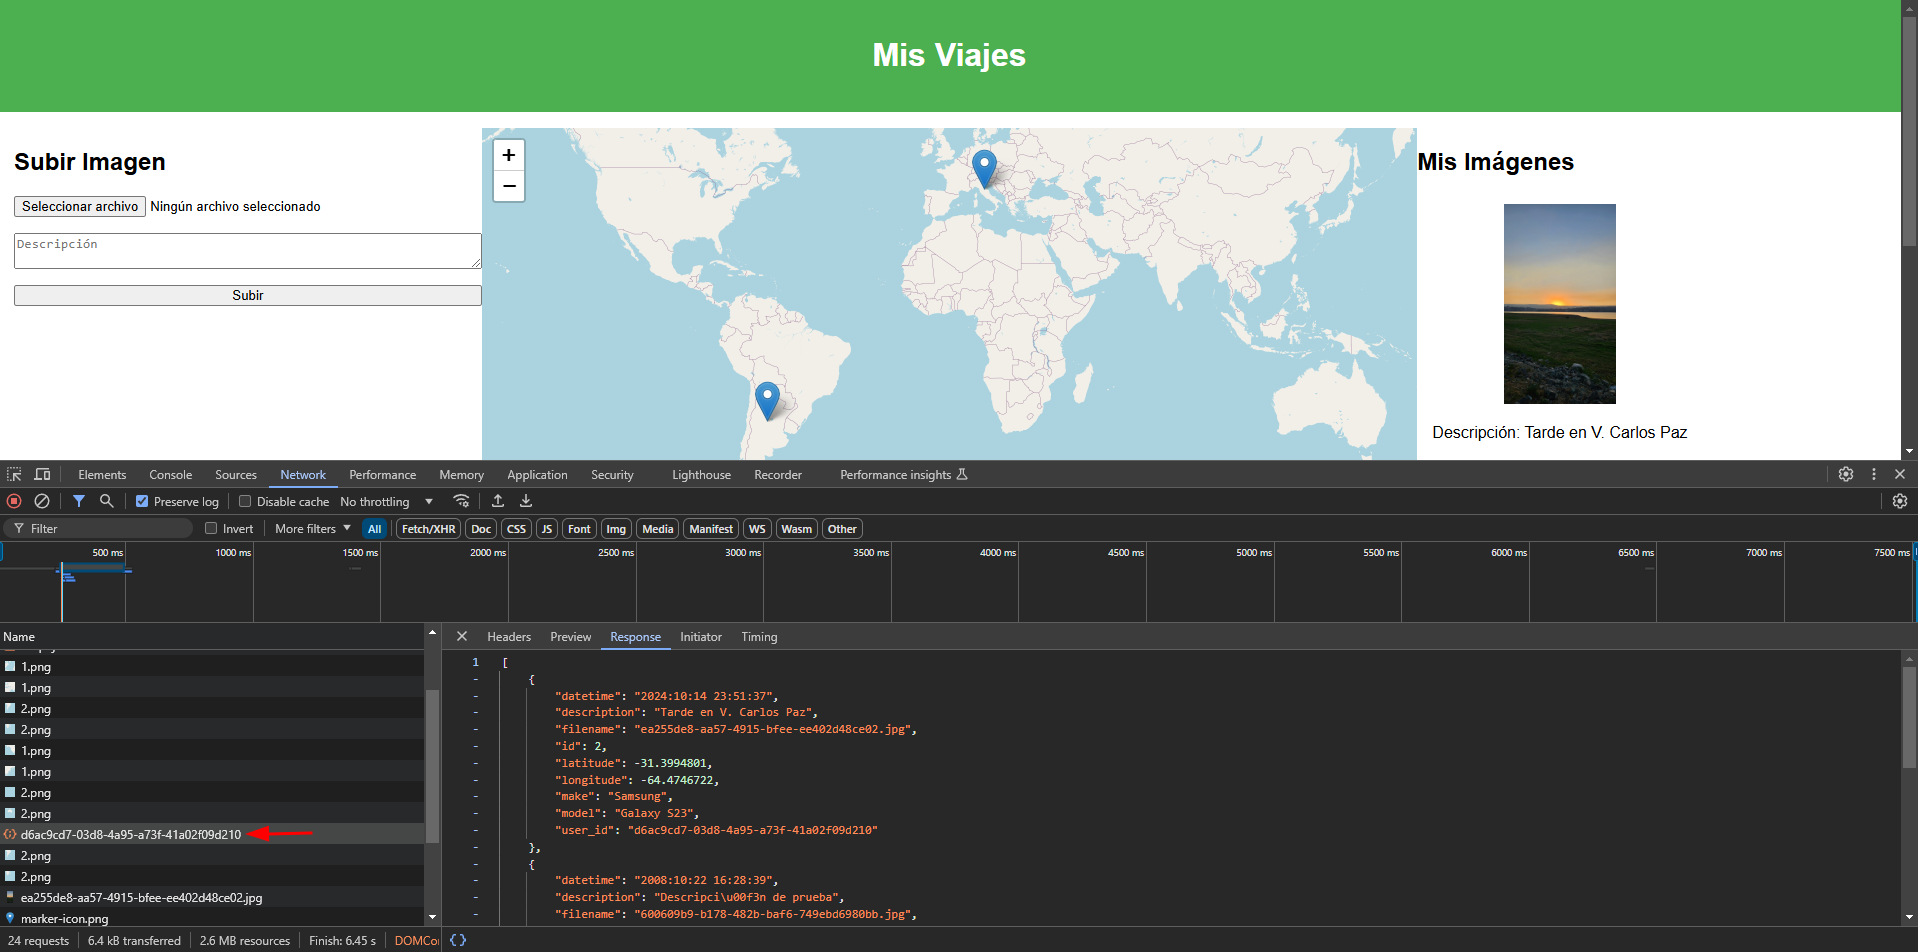 Mis Viajes
Subir Imagen
Seleccionar archivo Ningún archivo seleccionado
Descripción
Subir
+
−
Mis Imágenes
Descripción: Tarde en V. Carlos Paz
Elements Console Sources Network Performance Memory Application Security Lighthouse Recorder Performance insights
Preserve log Disable cache No throttling
Filter Invert More filters All Fetch/XHR Doc CSS JS Font Img Media Manifest WS Wasm Other
500 ms 1000 ms 1500 ms 2000 ms 2500 ms 3000 ms 3500 ms 4000 ms 4500 ms 5000 ms 5500 ms 6000 ms 6500 ms 7000 ms 7500 ms
Name
1.png
1.png
2.png
2.png
1.png
1.png
2.png
2.png
d6ac9cd7-03d8-4a95-a73f-41a02f09d210
2.png
2.png
ea255de8-aa57-4915-bfee-ee402d48ce02.jpg
marker-icon.png
24 requests 6.4 kB transferred 2.6 MB resources Finish: 6.45 s DOMCo
Headers Preview Response Initiator Timing
1 [
- {
- "datetime": "2024:10:14 23:51:37",
- "description": "Tarde en V. Carlos Paz",
- "filename": "ea255de8-aa57-4915-bfee-ee402d48ce02.jpg",
- "id": 2,
- "latitude": -31.3994801,
- "longitude": -64.4746722,
- "make": "Samsung",
- "model": "Galaxy S23",
- "user_id": "d6ac9cd7-03d8-4a95-a73f-41a02f09d210"
- },
- {
- "datetime": "2008:10:22 16:28:39",
- "description": "Descripci\u00f3n de prueba",
- "filename": "600609b9-b178-482b-baf6-749ebd6980bb.jpg",
{}